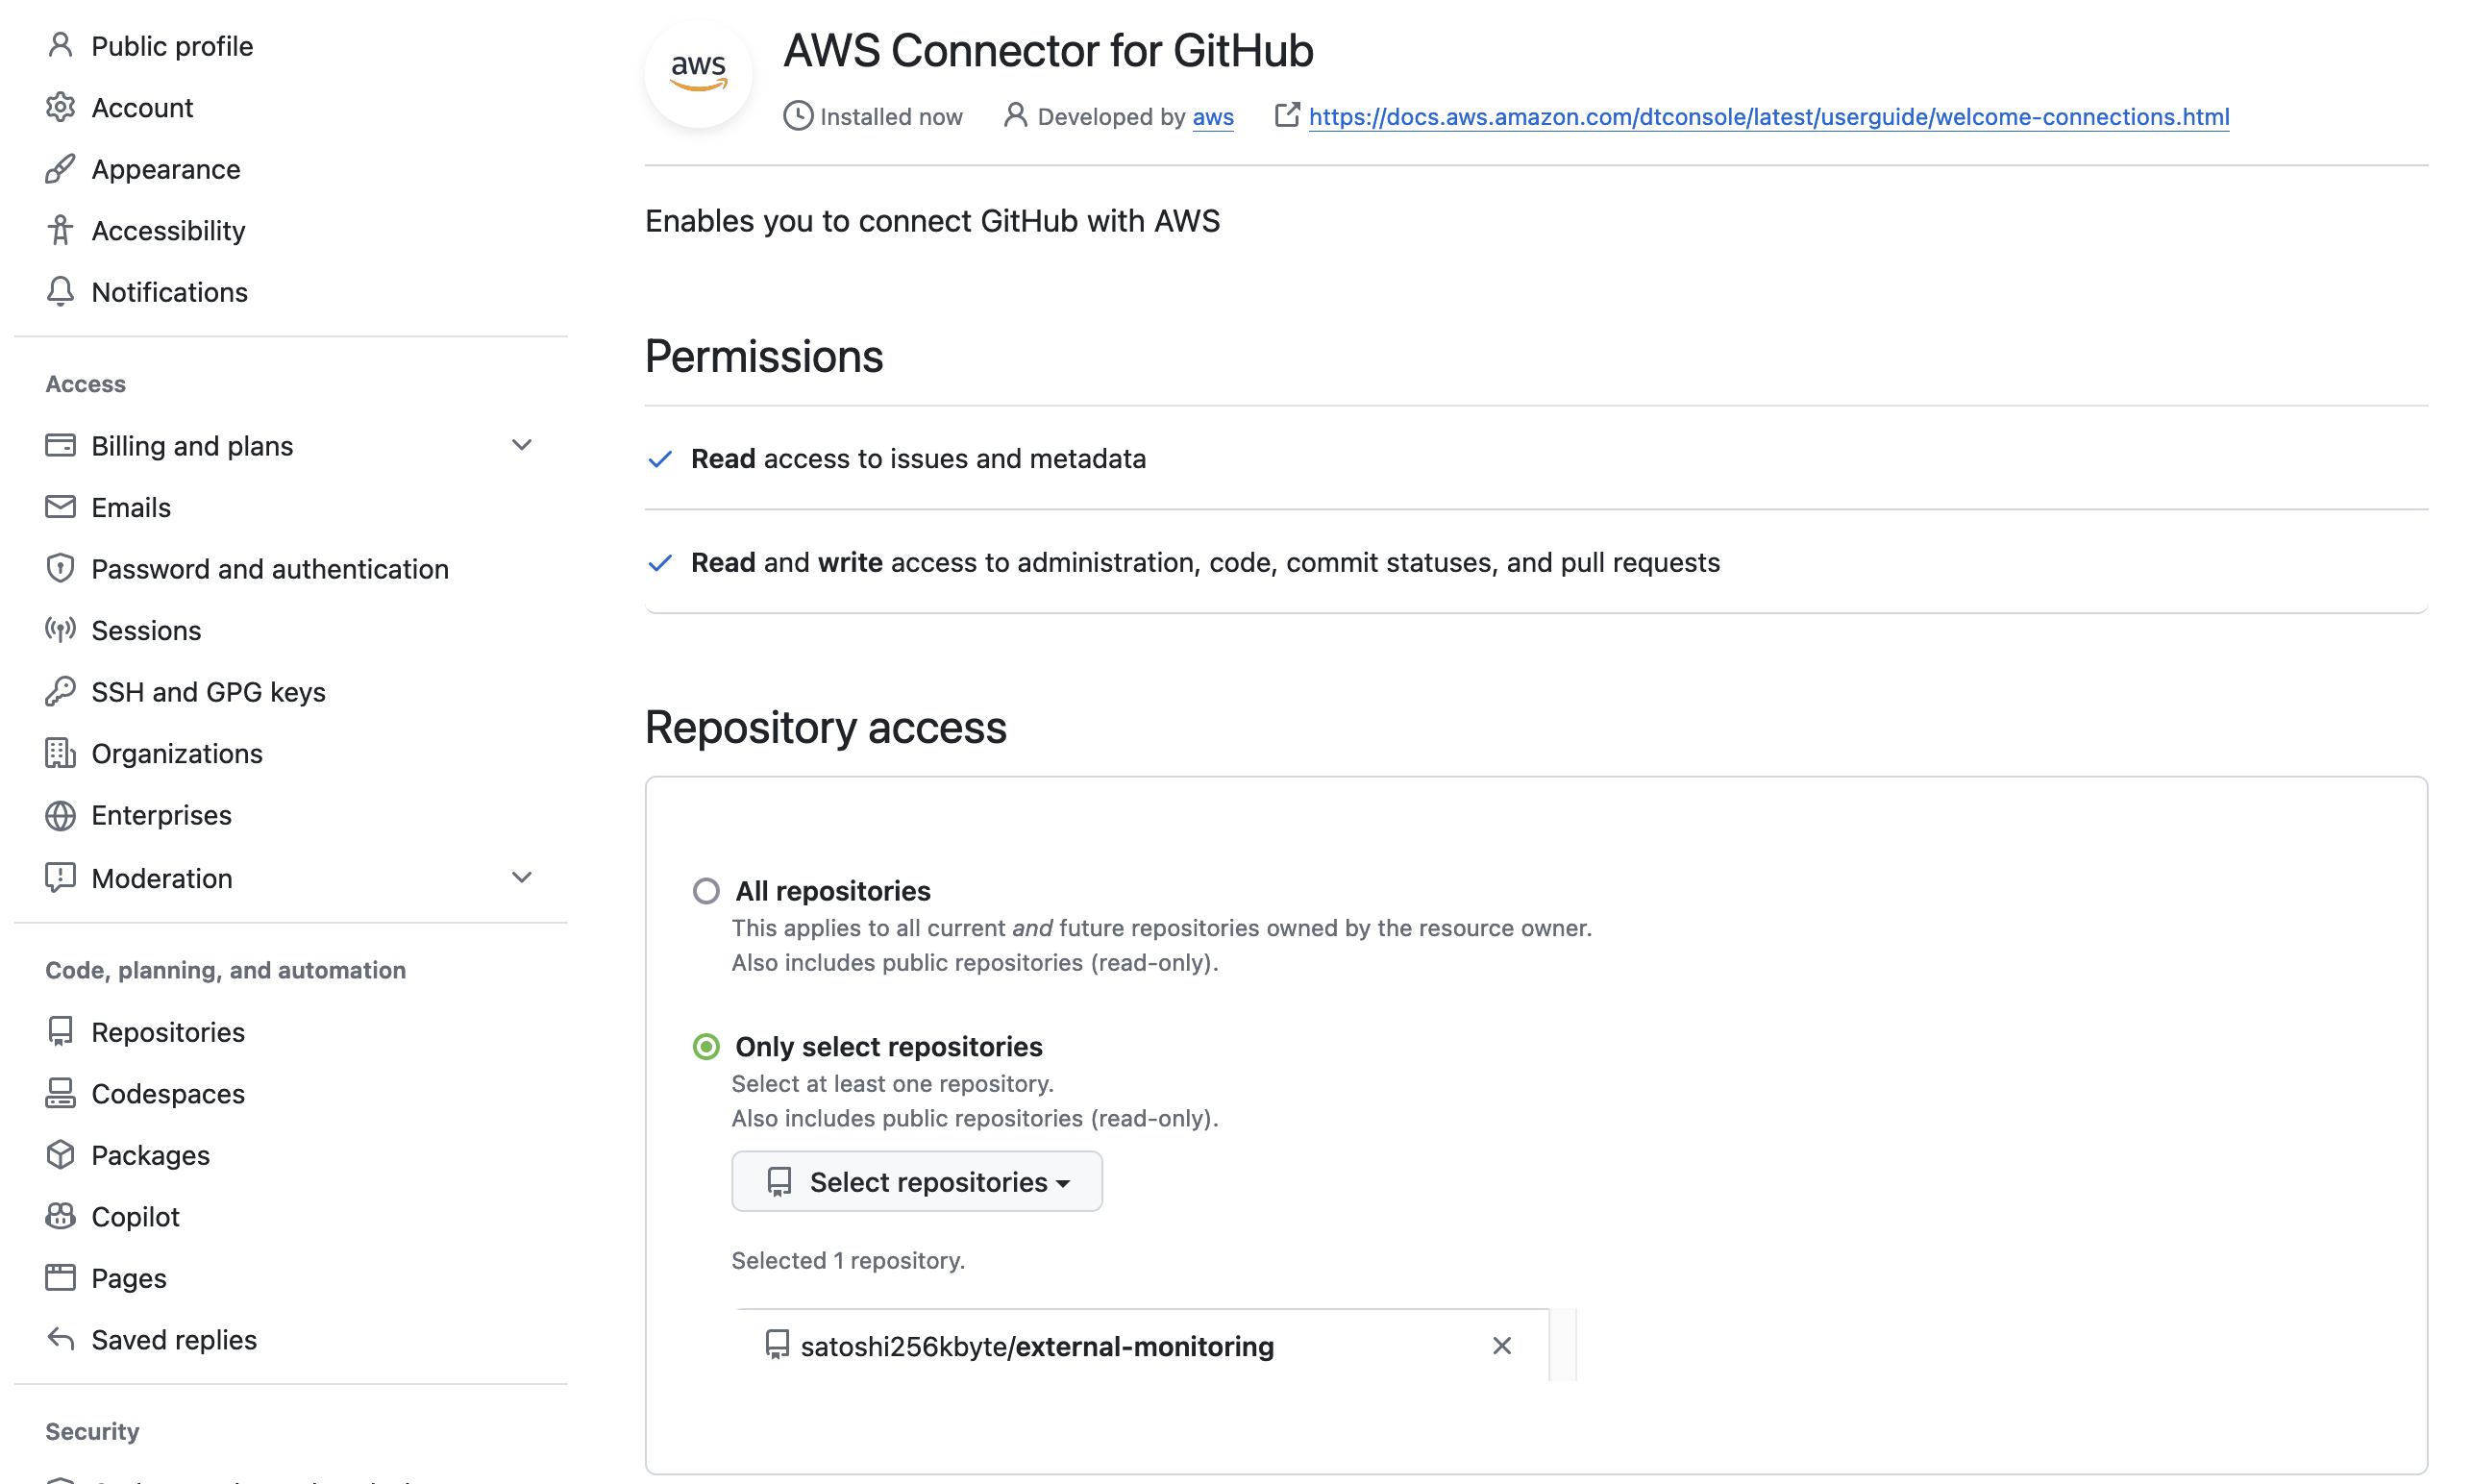 Public profile
Account
Appearance
Accessibility
Notifications
Access
Billing and plans
Emails
Password and authentication
Sessions
SSH and GPG keys
Organizations
Enterprises
Moderation
Code, planning, and automation
Repositories
Codespaces
Packages
Copilot
Pages
Saved replies
Security
aws
AWS Connector for GitHub
Installed now Developed by aws https://docs.aws.amazon.com/dtconsole/latest/userguide/welcome-connections.html
Enables you to connect GitHub with AWS
Permissions
Read access to issues and metadata
Read and write access to administration, code, commit statuses, and pull requests
Repository access
All repositories
This applies to all current and future repositories owned by the resource owner.
Also includes public repositories (read-only).
Only select repositories
Select at least one repository.
Also includes public repositories (read-only).
Select repositories
Selected 1 repository.
satoshi256kbyte/external-monitoring